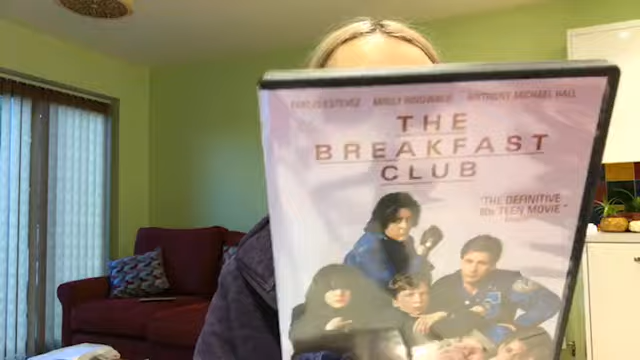 EMILIO ESTEVEZ MOLLY RINGWALD ANTHONY MICHAEL HALL
THE
BREAKFAST
CLUB
"THE DEFINITIVE
80s TEEN MOVIE"